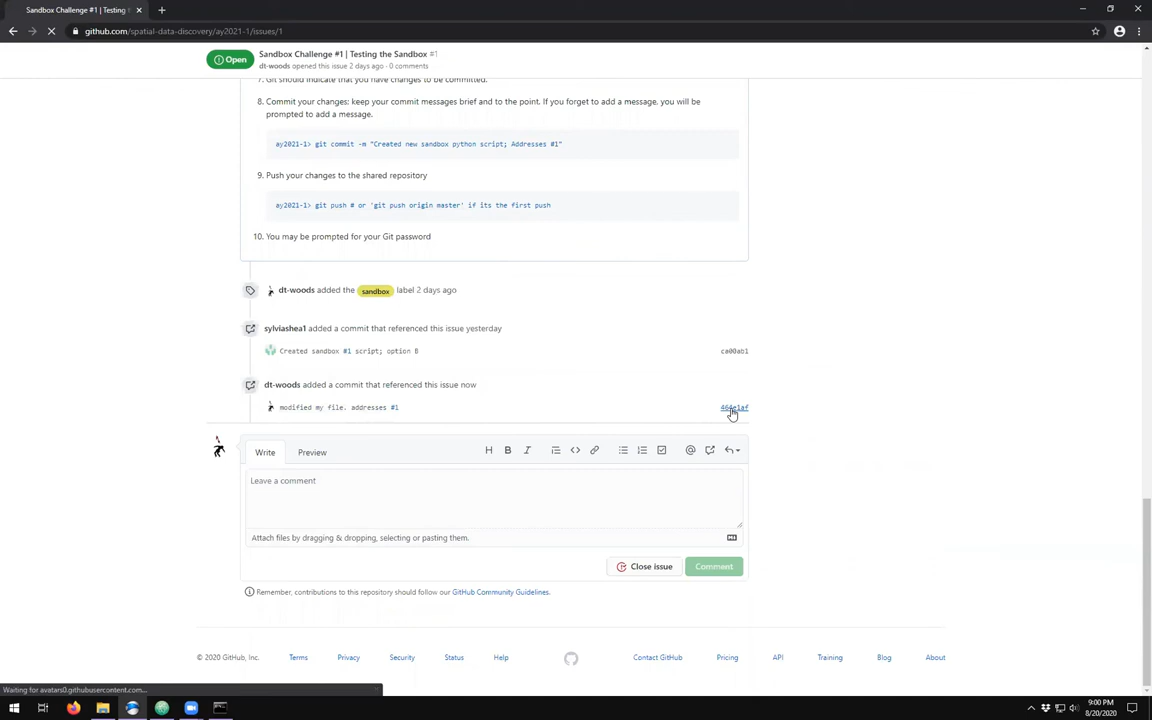 Sandbox Challenge #1 | Testing t
github.com/spatial-data-discovery/ay2021-1/issues/1
Open
Sandbox Challenge #1 | Testing the Sandbox #1
dt-woods opened this issue 2 days ago · 0 comments
7. Git should indicate that you have changes to be committed.
8. Commit your changes: keep your commit messages brief and to the point. If you forget to add a message, you will be
prompted to add a message.
ay2021-1> git commit -m "Created new sandbox python script; Addresses #1"
9. Push your changes to the shared repository
ay2021-1> git push # or 'git push origin master' if its the first push
10. You may be prompted for your Git password
dt-woods added the sandbox label 2 days ago
sylviashea1 added a commit that referenced this issue yesterday
Created sandbox #1 script; option B ca00ab1
dt-woods added a commit that referenced this issue now
modified my file. addresses #1
Write Preview
Leave a comment
Attach files by dragging & dropping, selecting or pasting them.
Close issue Comment
Remember, contributions to this repository should follow our GitHub Community Guidelines.
© 2020 GitHub, Inc. Terms Privacy Security Status Help Contact GitHub Pricing API Training Blog About
Waiting for avatars0.githubusercontent.com...
9:00 PM
8/20/2020